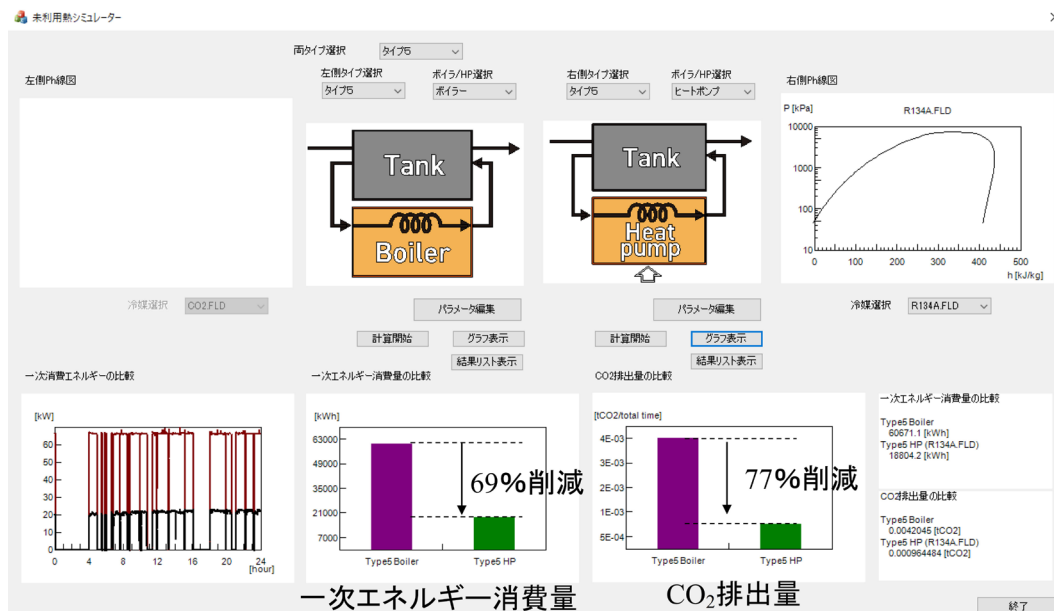 未利用熱シミュレーター
両タイプ選択 タイプ5
左側Ph線図
左側タイプ選択 ボイラ/HP選択
タイプ5 ボイラー
右側タイプ選択 ボイラ/HP選択
タイプ5 ヒートポンプ
右側Ph線図
Tank
Boiler
Tank
Heat
pump
P [kPa]
R134A.FLD
10000
1000
100
10
0 100 200 300 400 500
h [kJ/kg]
冷媒選択 CO2.FLD
パラメータ編集
計算開始 グラフ表示
結果リスト表示
パラメータ編集
計算開始 グラフ表示
結果リスト表示
冷媒選択 R134A.FLD
一次消費エネルギーの比較
[kW]
60
50
40
30
20
10
0
0 4 8 12 16 20 24
[hour]
一次エネルギー消費量の比較
[kWh]
63000
49000
35000
21000
7000
69%削減
Type5 Boiler Type5 HP
一次エネルギー消費量
CO2排出量の比較
[tCO2/total time]
4E-03
3E-03
2E-03
1E-03
5E-04
77%削減
Type5 Boiler Type5 HP
CO₂排出量
一次エネルギー消費量の比較
Type5 Boiler
60671.1 [kWh]
Type5 HP (R134A.FLD)
18804.2 [kWh]
CO2排出量の比較
Type5 Boiler
0.0042045 [tCO2]
Type5 HP (R134A.FLD)
0.000964484 [tCO2]
終了